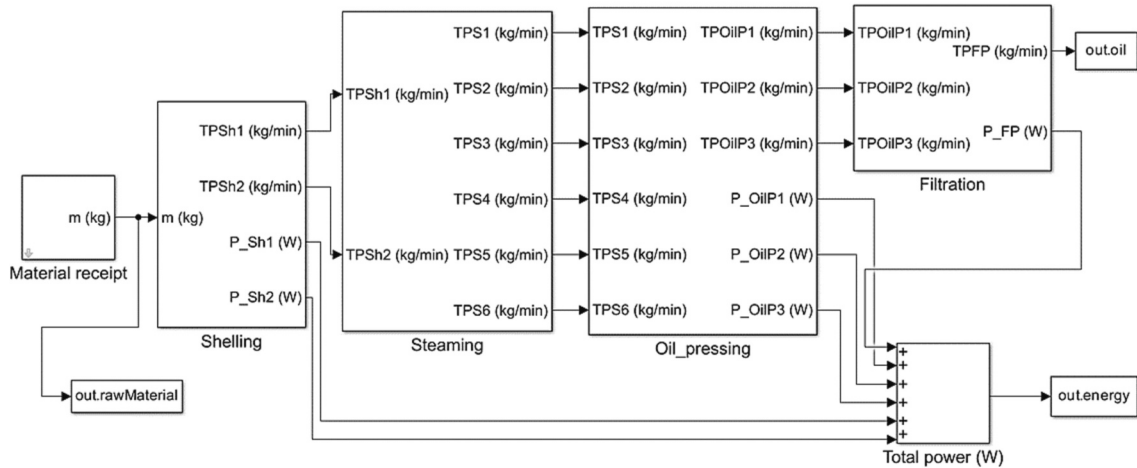 m (kg)
Material receipt
out.rawMaterial
m (kg)
TPSh1 (kg/min)
TPSh2 (kg/min)
P_Sh1 (W)
P_Sh2 (W)
Shelling
TPSh1 (kg/min)
TPSh2 (kg/min)
TPS1 (kg/min)
TPS2 (kg/min)
TPS3 (kg/min)
TPS4 (kg/min)
TPS5 (kg/min)
TPS6 (kg/min)
Steaming
TPS1 (kg/min)
TPS2 (kg/min)
TPS3 (kg/min)
TPS4 (kg/min)
TPS5 (kg/min)
TPS6 (kg/min)
TPOilP1 (kg/min)
TPOilP2 (kg/min)
TPOilP3 (kg/min)
P_OilP1 (W)
P_OilP2 (W)
P_OilP3 (W)
Oil_pressing
TPOilP1 (kg/min)
TPOilP2 (kg/min)
TPOilP3 (kg/min)
TPFP (kg/min)
P_FP (W)
Filtration
out.oil
+
+
+
+
+
+
Total power (W)
out.energy